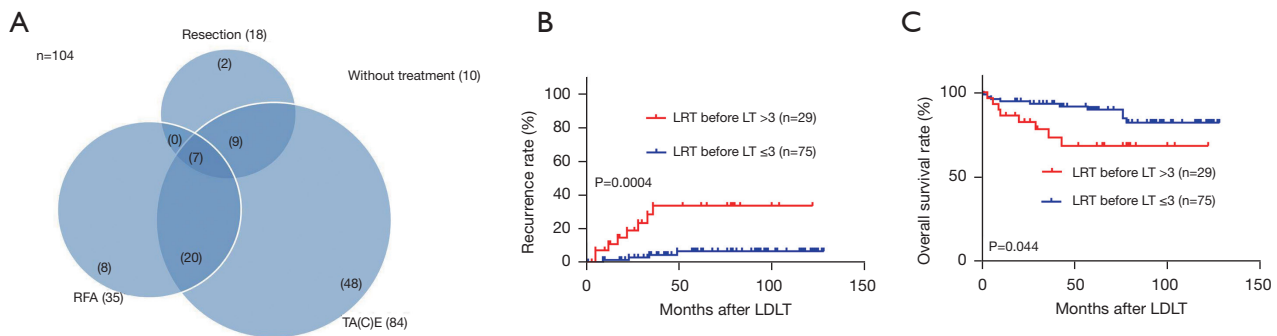 A
n=104
Resection (18)
(2)
Without treatment (10)
(0)
(9)
(7)
(20)
(8)
(48)
RFA (35)
TA(C)E (84)
B
Recurrence rate (%)
100
80
60
40
20
0
LRT before LT >3 (n=29)
LRT before LT ≤3 (n=75)
P=0.0004
0 50 100 150
Months after LDLT
C
Overall survival rate (%)
100
50
0
LRT before LT >3 (n=29)
LRT before LT ≤3 (n=75)
P=0.044
0 50 100 150
Months after LDLT